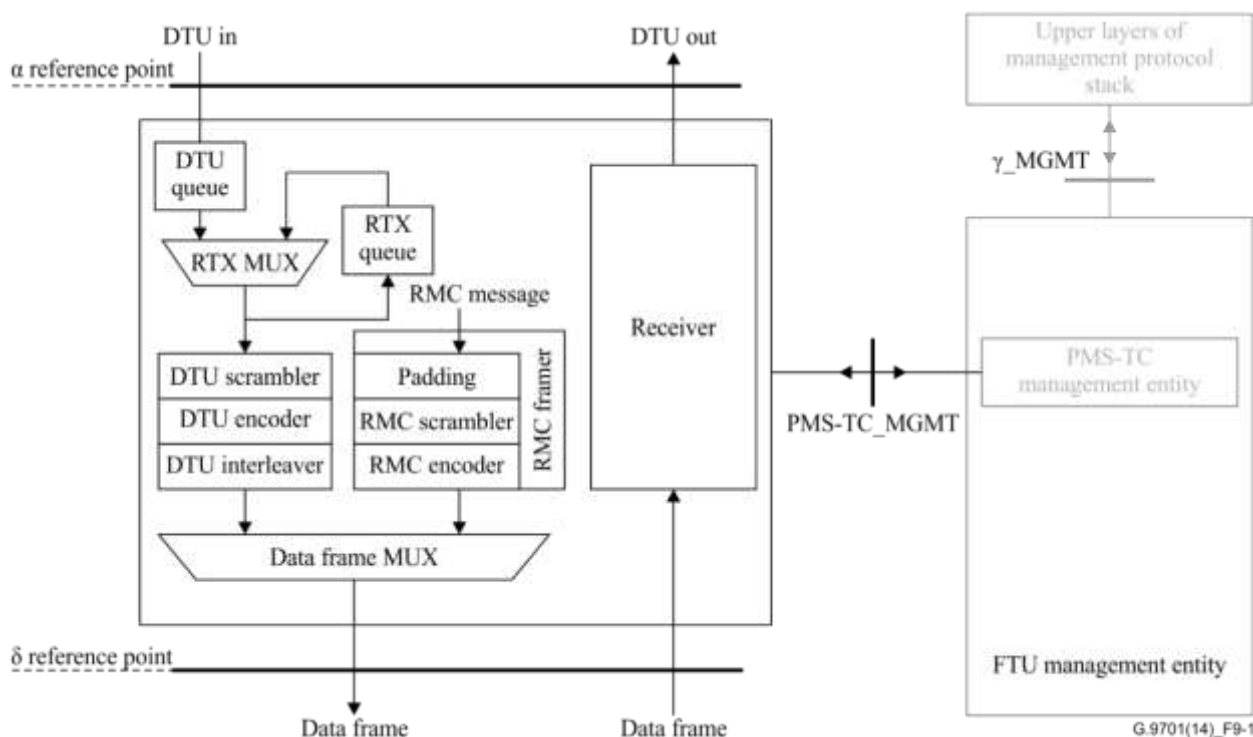 DTU in
DTU out
Upper layers of
management protocol
stack
α reference point
DTU
queue
γ_MGMT
RTX
queue
RTX MUX
RMC message
Receiver
DTU scrambler
Padding
RMC framer
PMS-TC
management entity
DTU encoder
RMC scrambler
PMS-TC_MGMT
DTU interleaver
RMC encoder
Data frame MUX
δ reference point
FTU management entity
Data frame
Data frame
G.9701(14)_F9-1